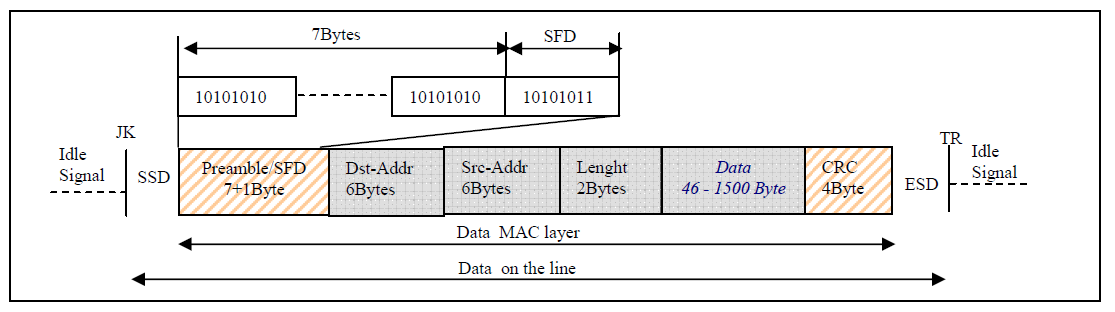 7Bytes SFD
10101010 10101010 10101011
JK TR
Idle Signal
SSD
Preamble/SFD
7+1Byte
Dst-Addr
6Bytes
Src-Addr
6Bytes
Lenght
2Bytes
Data
46 - 1500 Byte
CRC
4Byte
ESD
Idle
Signal
Data MAC layer
Data on the line